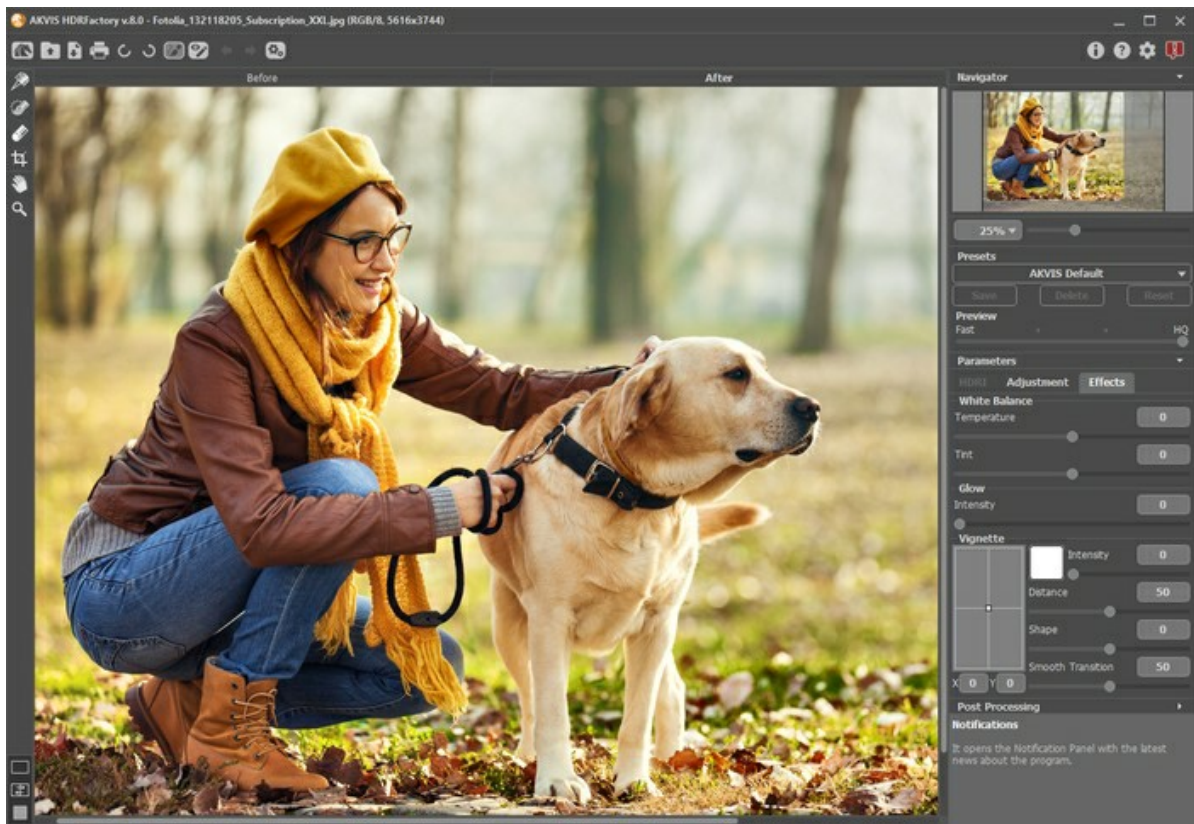 AKVIS HDRFactory v.8.0 - Fotolia_132118205_Subscription_XXL.jpg (RGB/8, 5616x3744)
Before After
Navigator
25%
Presets
AKVIS Default
Save Delete Reset
Preview
Fast HQ
Parameters
HDRI Adjustment Effects
White Balance
Temperature 0
Tint 0
Glow
Intensity 0
Vignette
Intensity 0
Distance 50
Shape 0
Smooth Transition 50
X 0 Y 0
Post Processing
Notifications
It opens the Notification Panel with the latest
news about the program.